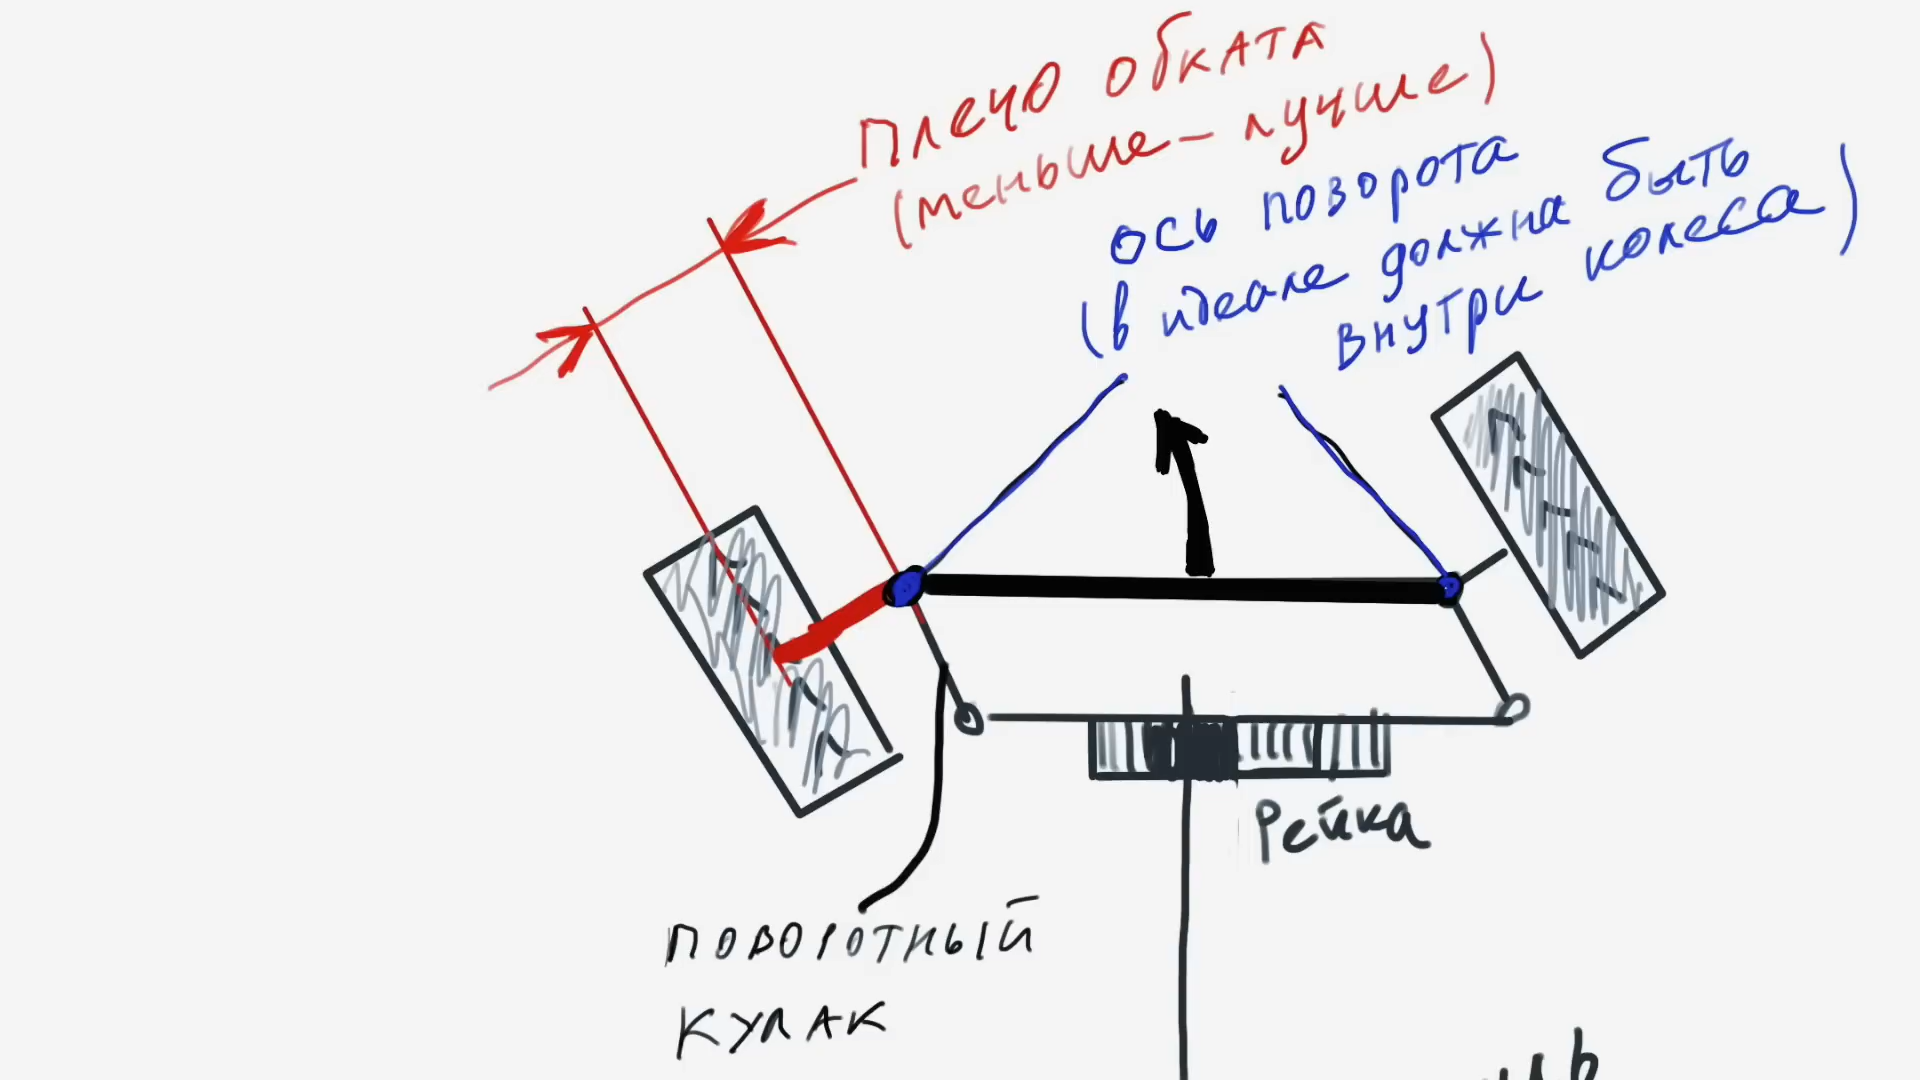 плечо обката
(меньше – лучше)
ось поворота
(в идеале должна быть
внутри колеса)
Рейка
поворотный
кулак